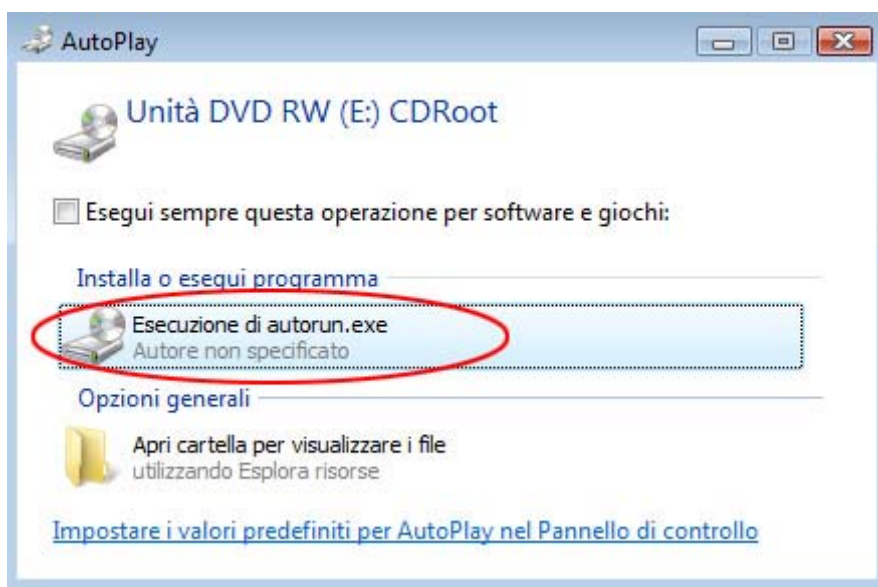 AutoPlay
Unità DVD RW (E:) CDRoot
Esegui sempre questa operazione per software e giochi:
Installa o esegui programma
Esecuzione di autorun.exe
Autore non specificato
Opzioni generali
Apri cartella per visualizzare i file
utilizzando Esplora risorse
Impostare i valori predefiniti per AutoPlay nel Pannello di controllo